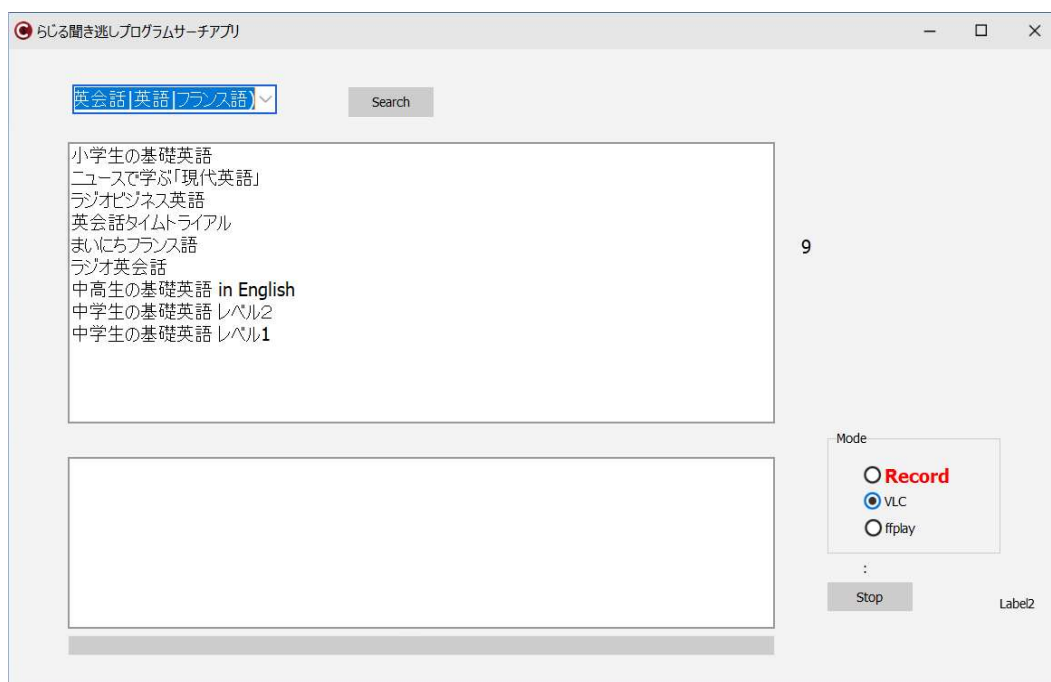 らじる聞き逃しプログラムサーチアプリ
英会話|英語|フランス語)
Search
小学生の基礎英語
ニュースで学ぶ「現代英語」
ラジオビジネス英語
英会話タイムトライアル
まいにちフランス語
ラジオ英会話
中高生の基礎英語 in English
中学生の基礎英語 レベル2
中学生の基礎英語 レベル1
9
Mode
Record
VLC
ffplay
:
Stop
Label2